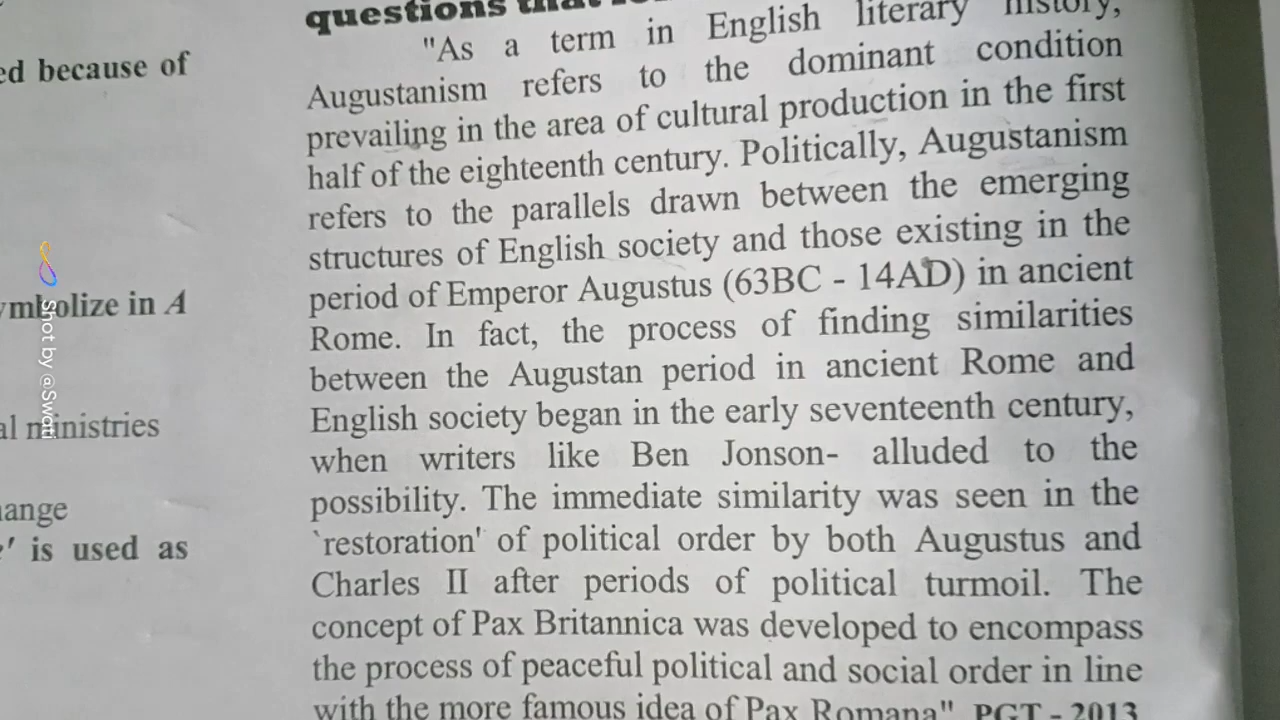 ed because of
ymbolize in A
al ministries
ange
' is used as
questions that
"As a term in English literary history,
Augustanism refers to the dominant condition
prevailing in the area of cultural production in the first
half of the eighteenth century. Politically, Augustanism
refers to the parallels drawn between the emerging
structures of English society and those existing in the
period of Emperor Augustus (63BC - 14AD) in ancient
Rome. In fact, the process of finding similarities
between the Augustan period in ancient Rome and
English society began in the early seventeenth century,
when writers like Ben Jonson- alluded to the
possibility. The immediate similarity was seen in the
`restoration' of political order by both Augustus and
Charles II after periods of political turmoil. The
concept of Pax Britannica was developed to encompass
the process of peaceful political and social order in line
with the more famous idea of Pax Romana" PGT - 2013
Shot by @Swati